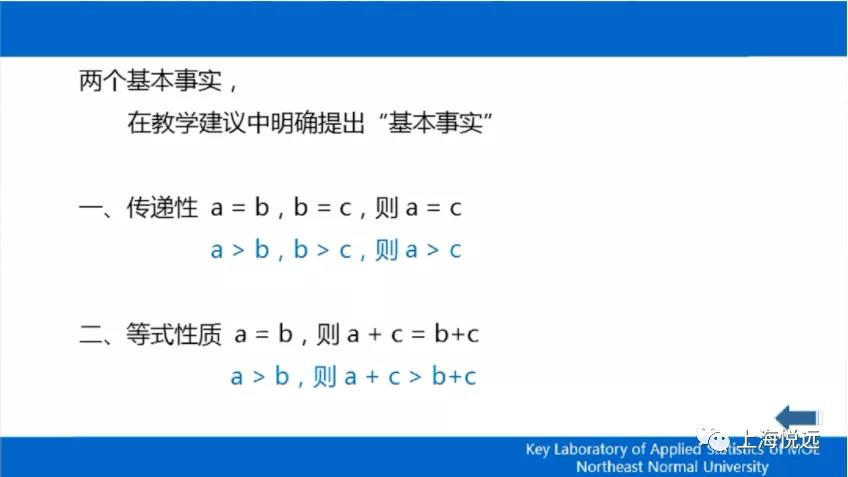 两个基本事实，
在教学建议中明确提出“基本事实”
一、传递性 a = b，b = c，则 a = c
a > b，b > c，则 a > c
二、等式性质 a = b，则 a + c = b+c
a > b，则 a + c > b+c
上海悦远
Key Laboratory of Applied Statistics of MOE
Northeast Normal University